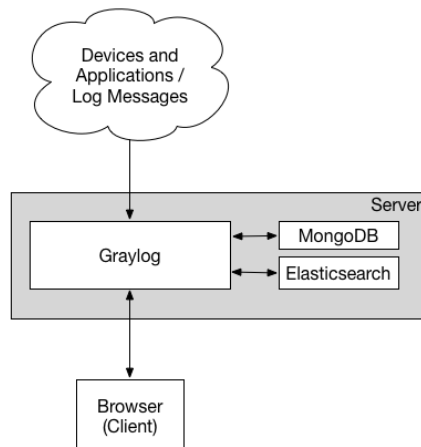 Devices and
Applications /
Log Messages
Server
Graylog
MongoDB
Elasticsearch
Browser
(Client)